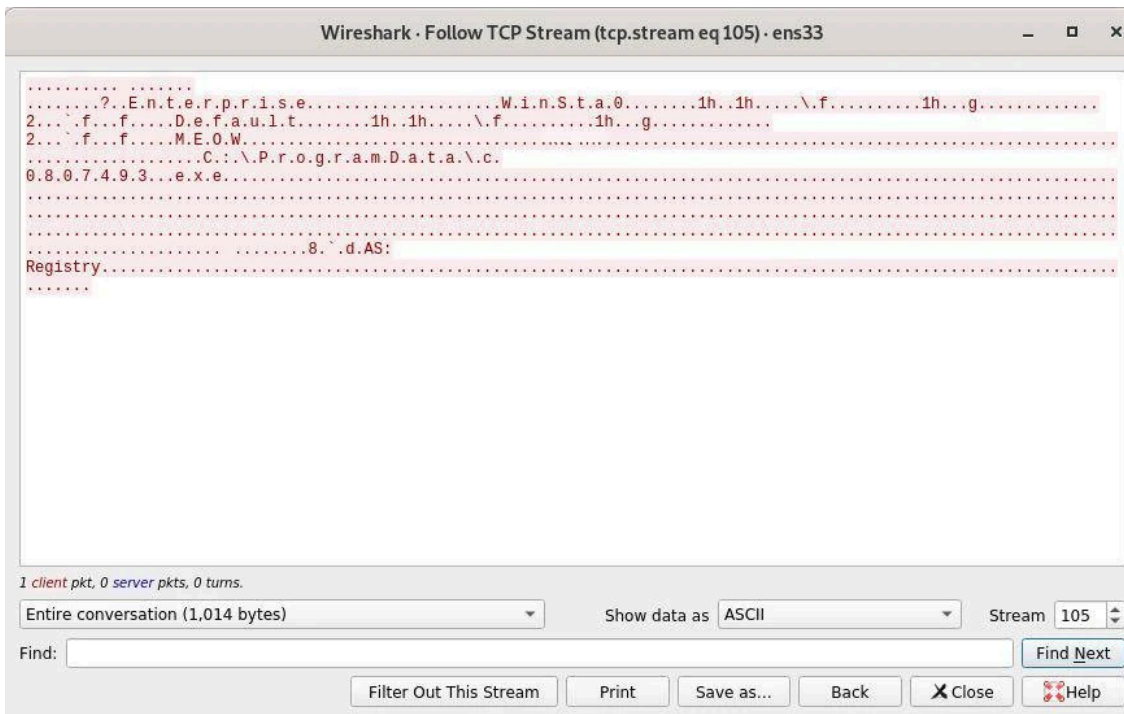 Wireshark · Follow TCP Stream (tcp.stream eq 105) · ens33
.......... .......
........?..E.n.t.e.r.p.r.i.s.e.....................W.i.n.S.t.a.0........1h..1h.....\.f..........1h...g.............
2...`.f...f.....D.e.f.a.u.l.t........1h..1h.....\.f..........1h...g.............
2...`.f...f.....M.E.O.W...............................................................................................
...................C.:.\.P.r.o.g.r.a.m.D.a.t.a.\.c.
0.8.0.7.4.9.3...e.x.e.................................................................................................
......................................................................................................................
......................................................................................................................
......................................................................................................................
..................... ........8.`.d.AS:
Registry..............................................................................................................
.......
1 client pkt, 0 server pkts, 0 turns.
Entire conversation (1,014 bytes) Show data as ASCII Stream 105
Find: Find Next
Filter Out This Stream Print Save as... Back Close Help